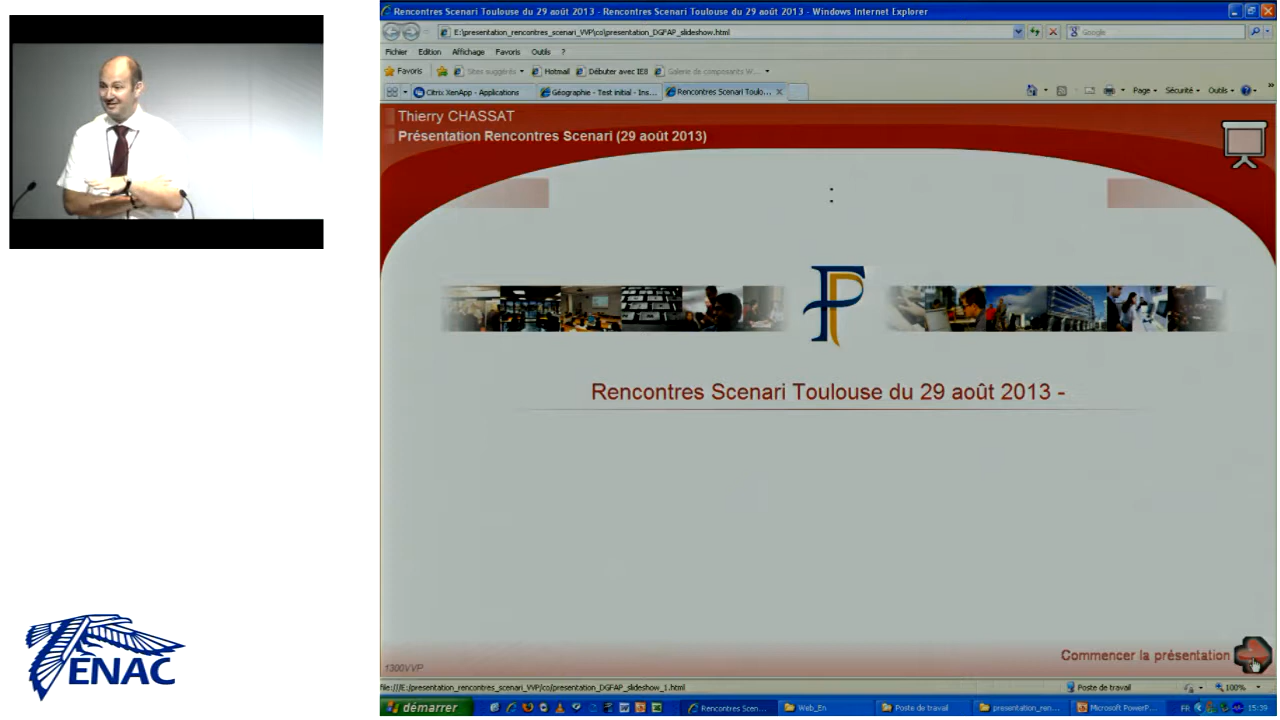 Rencontres Scenari Toulouse du 29 août 2013 - Rencontres Scenari Toulouse du 29 août 2013 - Windows Internet Explorer
E:\presentation_rencontres_scenari_VVP\co\presentation_DGFAP_slideshow.html
Google
Fichier Edition Affichage Favoris Outils ?
Favoris Sites suggérés Hotmail Débuter avec IE8 Galerie de composants W...
Citrix XenApp - Applications Géographie - Test initial - Ins... Rencontres Scenari Toulo... Page Sécurité Outils
Thierry CHASSAT
Présentation Rencontres Scenari (29 août 2013)
:
FP
Rencontres Scenari Toulouse du 29 août 2013 -
Commencer la présentation
1300VVP
file:///E:/presentation_rencontres_scenari_VVP/co/presentation_DGFAP_slideshow_1.html
Poste de travail
100%
démarrer Rencontres Scen... Web_En Poste de travail presentation_ren... Microsoft PowerP... FR 15:39
ENAC